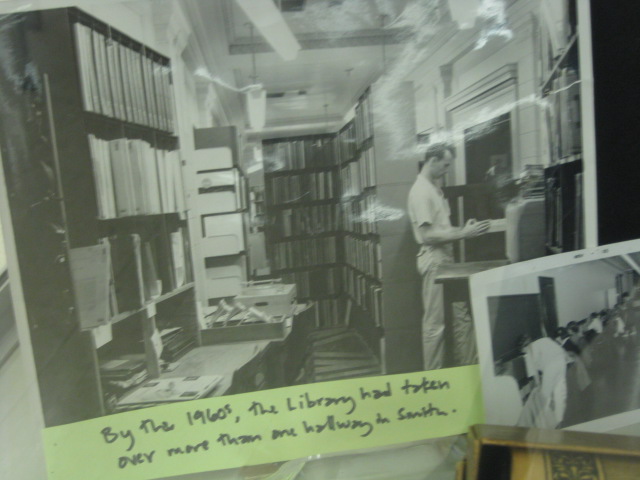 By the 1960s, the Library had taken
over more than one hallway in Smith.